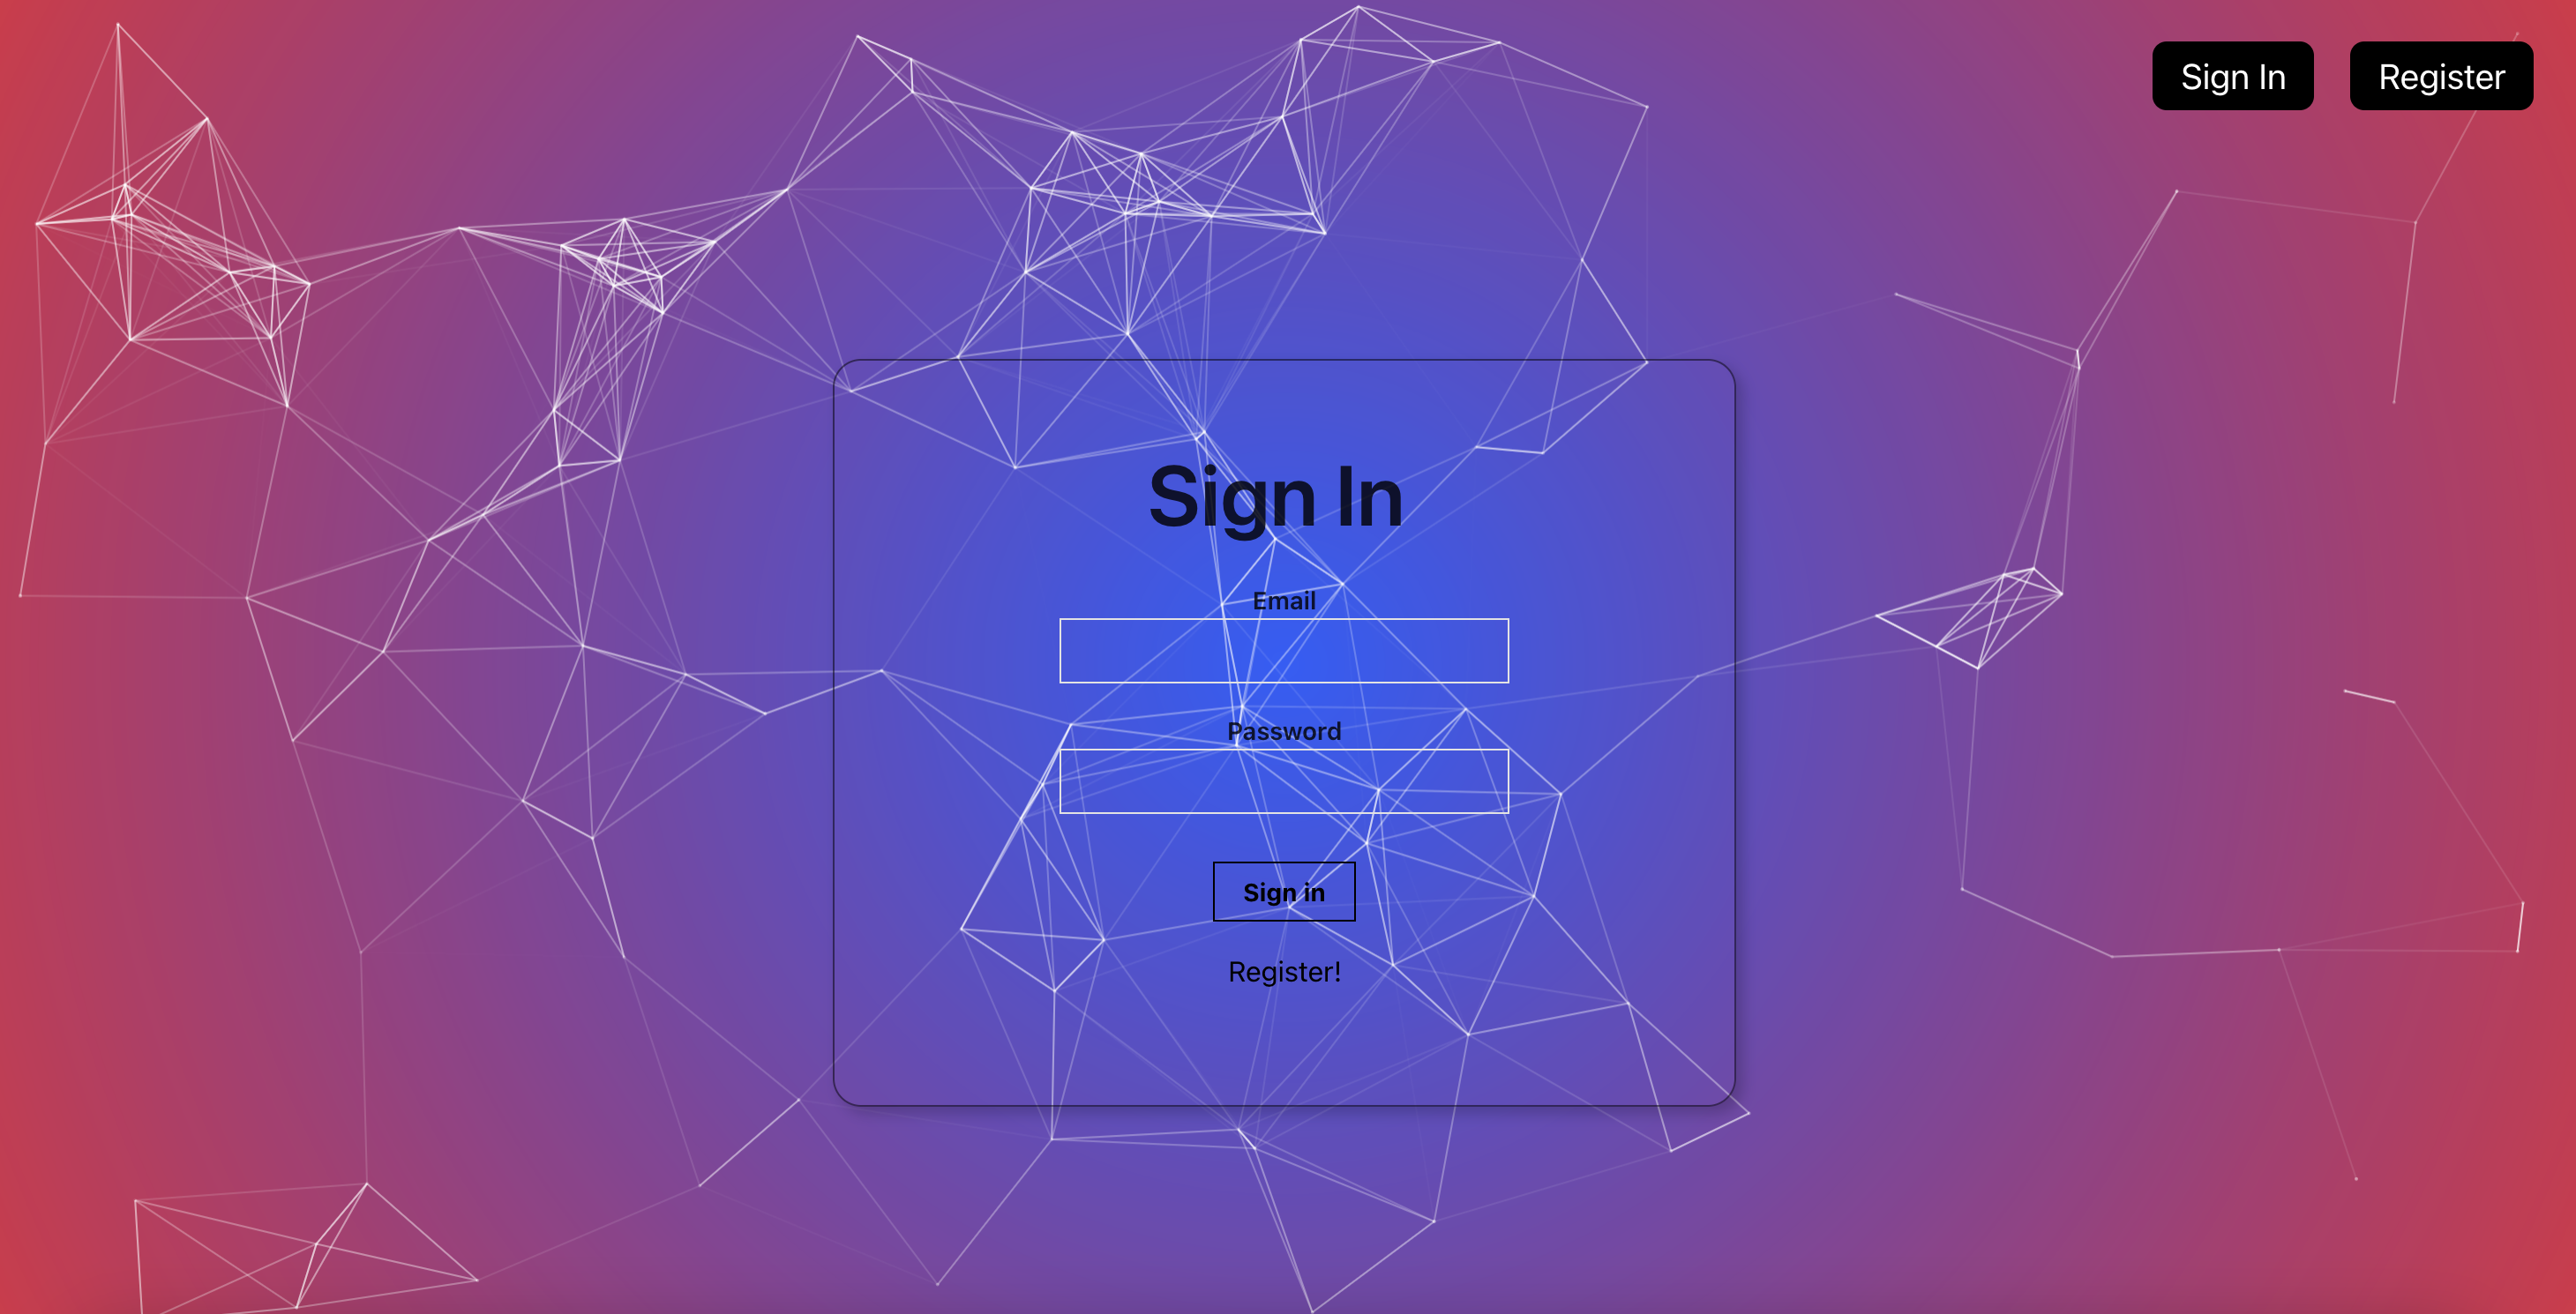 Sign In Register
Sign In
Email
Password
Sign in
Register!